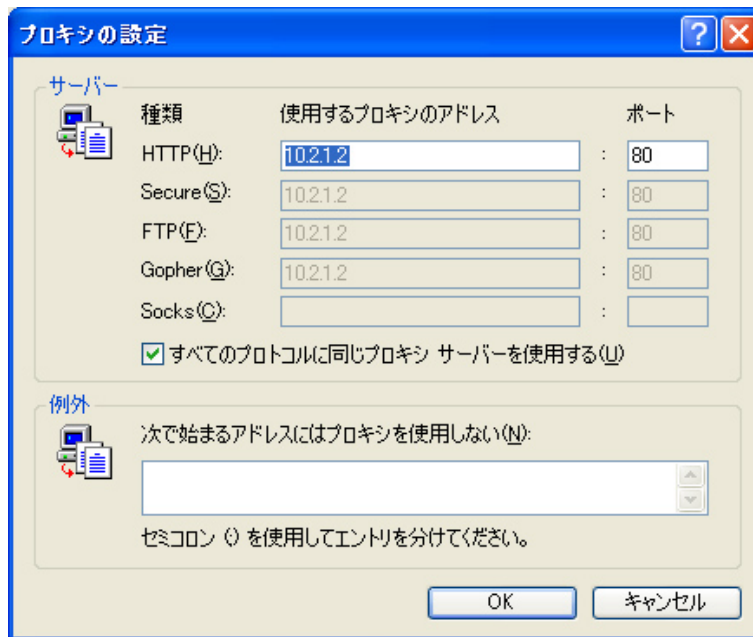 プロキシの設定
サーバー
種類 使用するプロキシのアドレス ポート
HTTP(H): 10.2.1.2 : 80
Secure(S): 10.2.1.2 : 80
FTP(F): 10.2.1.2 : 80
Gopher(G): 10.2.1.2 : 80
Socks(C): :
すべてのプロトコルに同じプロキシ サーバーを使用する(U)
例外
次で始まるアドレスにはプロキシを使用しない(N):
セミコロン (;) を使用してエントリを分けてください。
OK キャンセル